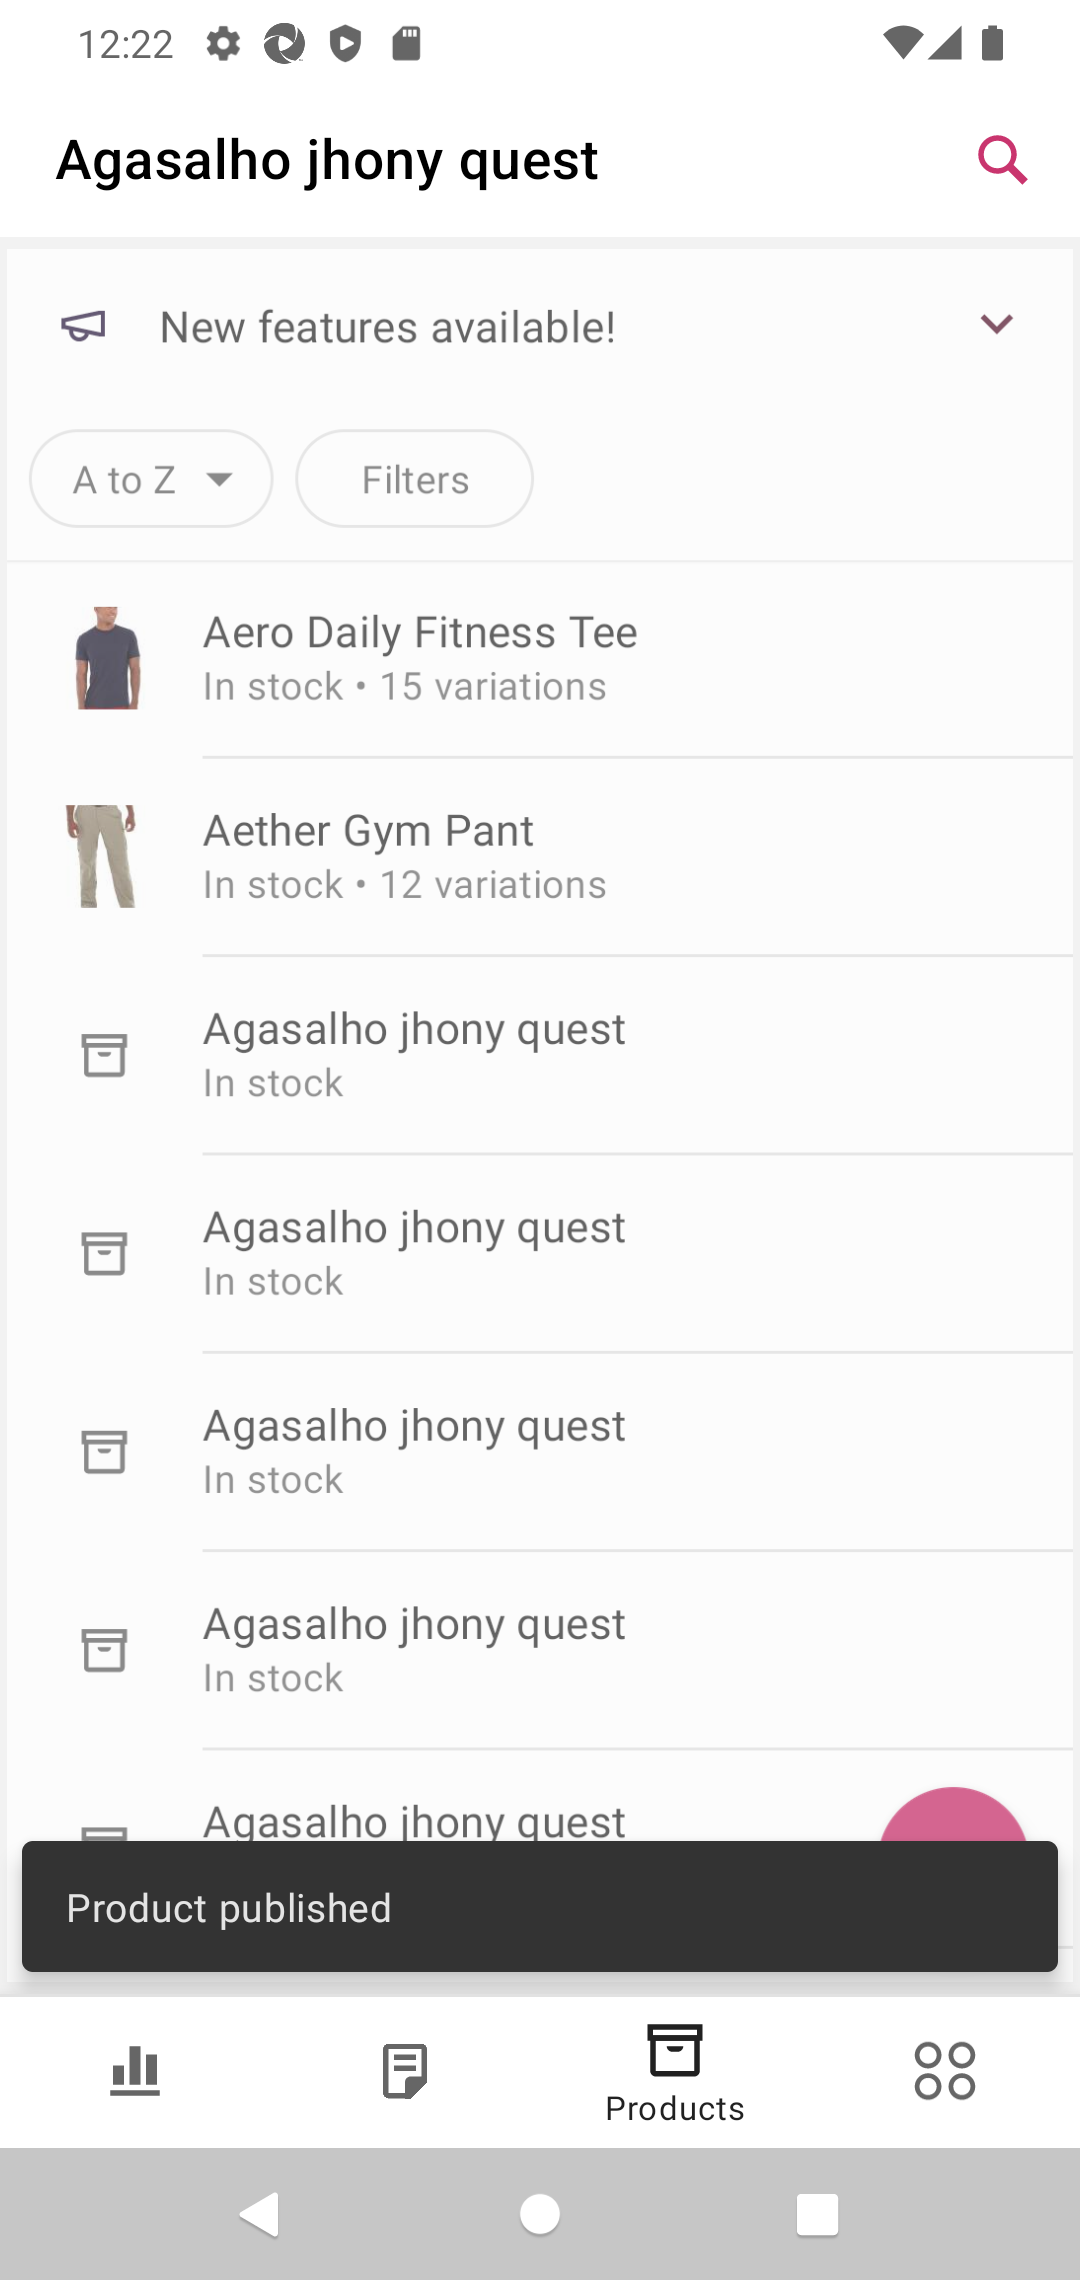 12:22
Agasalho jhony quest
New features available!
A to Z
Filters
Aero Daily Fitness Tee
In stock • 15 variations
Aether Gym Pant
In stock • 12 variations
Agasalho jhony quest
In stock
Agasalho jhony quest
In stock
Agasalho jhony quest
In stock
Agasalho jhony quest
In stock
Agasalho jhony quest
Product published
Products